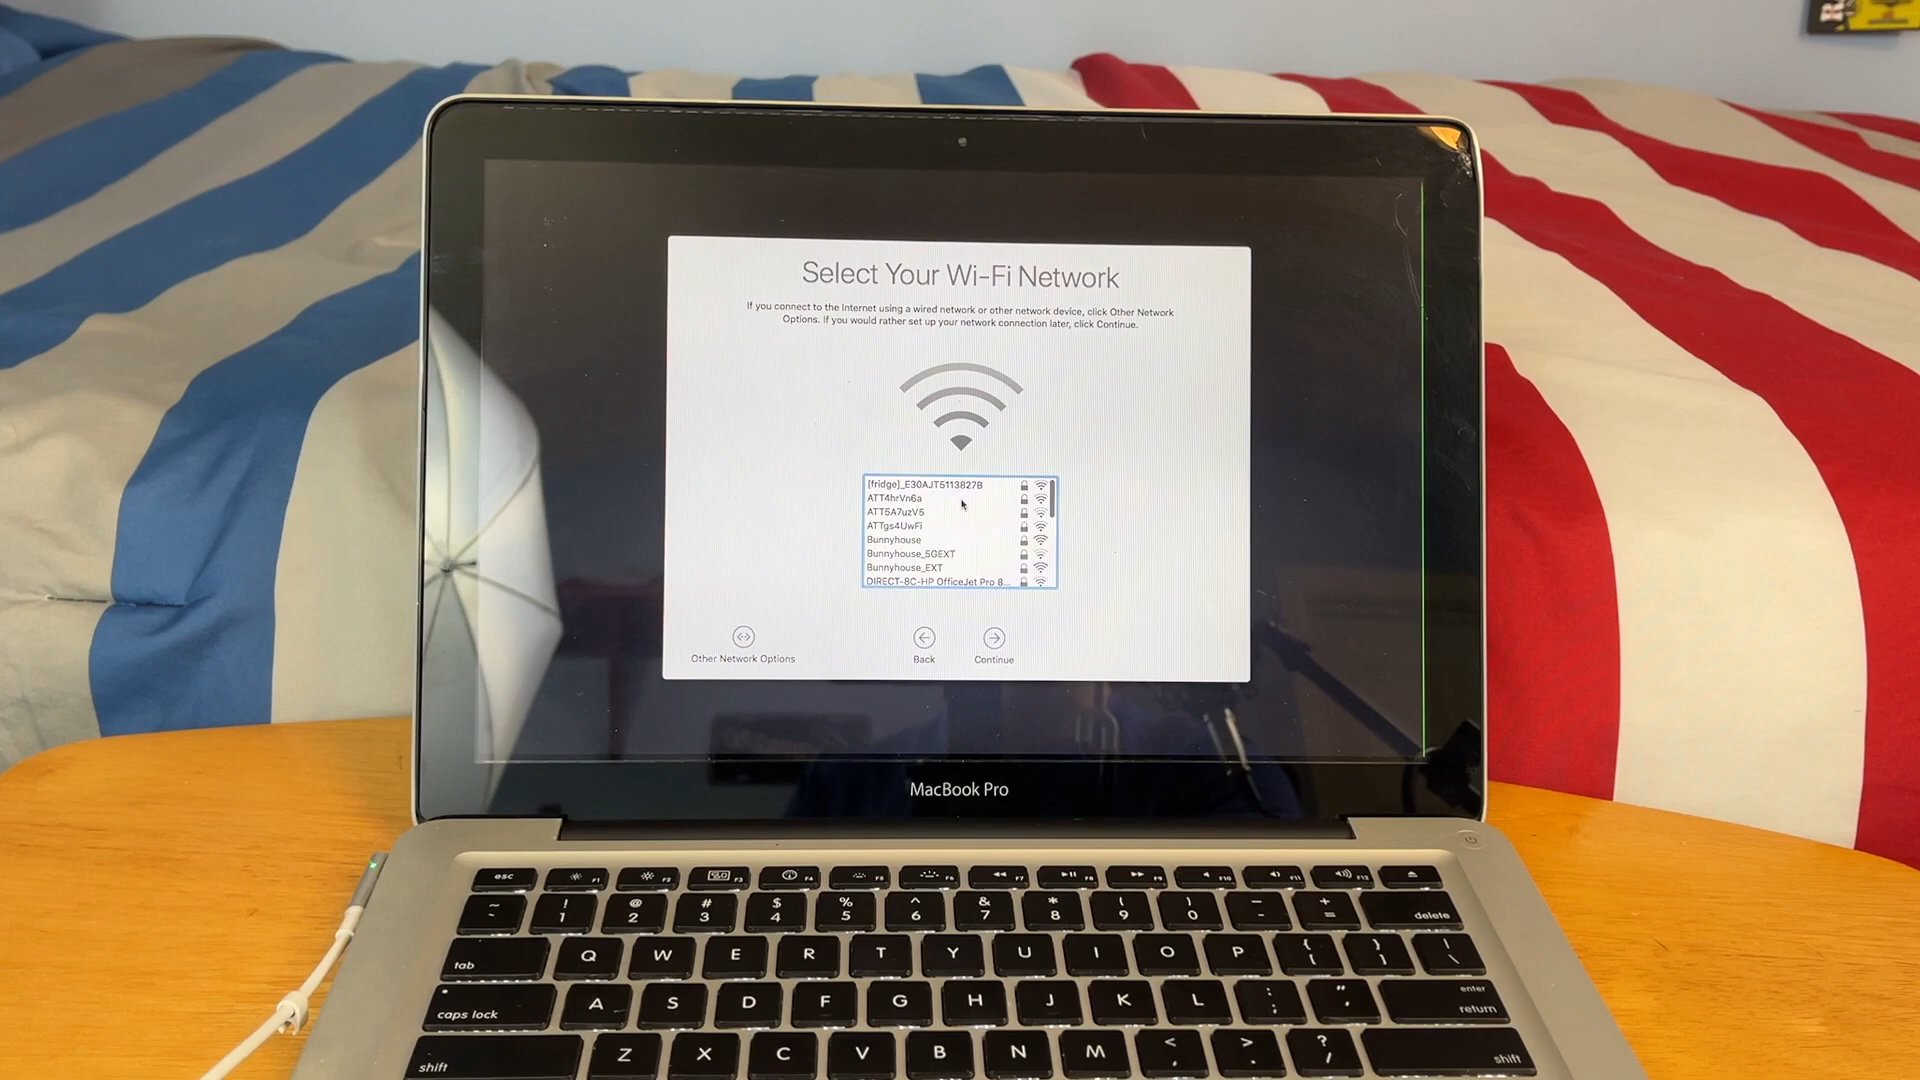 R
Select Your Wi-Fi Network
If you connect to the Internet using a wired network or other network device, click Other Network
Options. If you would rather set up your network connection later, click Continue.
[fridge]_E30AJT5113827B
ATT4hrVn6a
ATT5A7uzV5
ATTgs4UwFi
Bunnyhouse
Bunnyhouse_5GEXT
Bunnyhouse_EXT
DIRECT-8C-HP OfficeJet Pro 8...
Other Network Options
Back
Continue
MacBook Pro
esc F1 F2 F3 F4 F5 F6 F7 F8 F9 F10 F11 F12
~ ! @ # $ % ^ & * ( ) _ +
` 1 2 3 4 5 6 7 8 9 0 - = delete
tab Q W E R T Y U I O P { [ } ] | \
caps lock A S D F G H J K L : ; " ' enter return
shift Z X C V B N M < , > . ? / shift